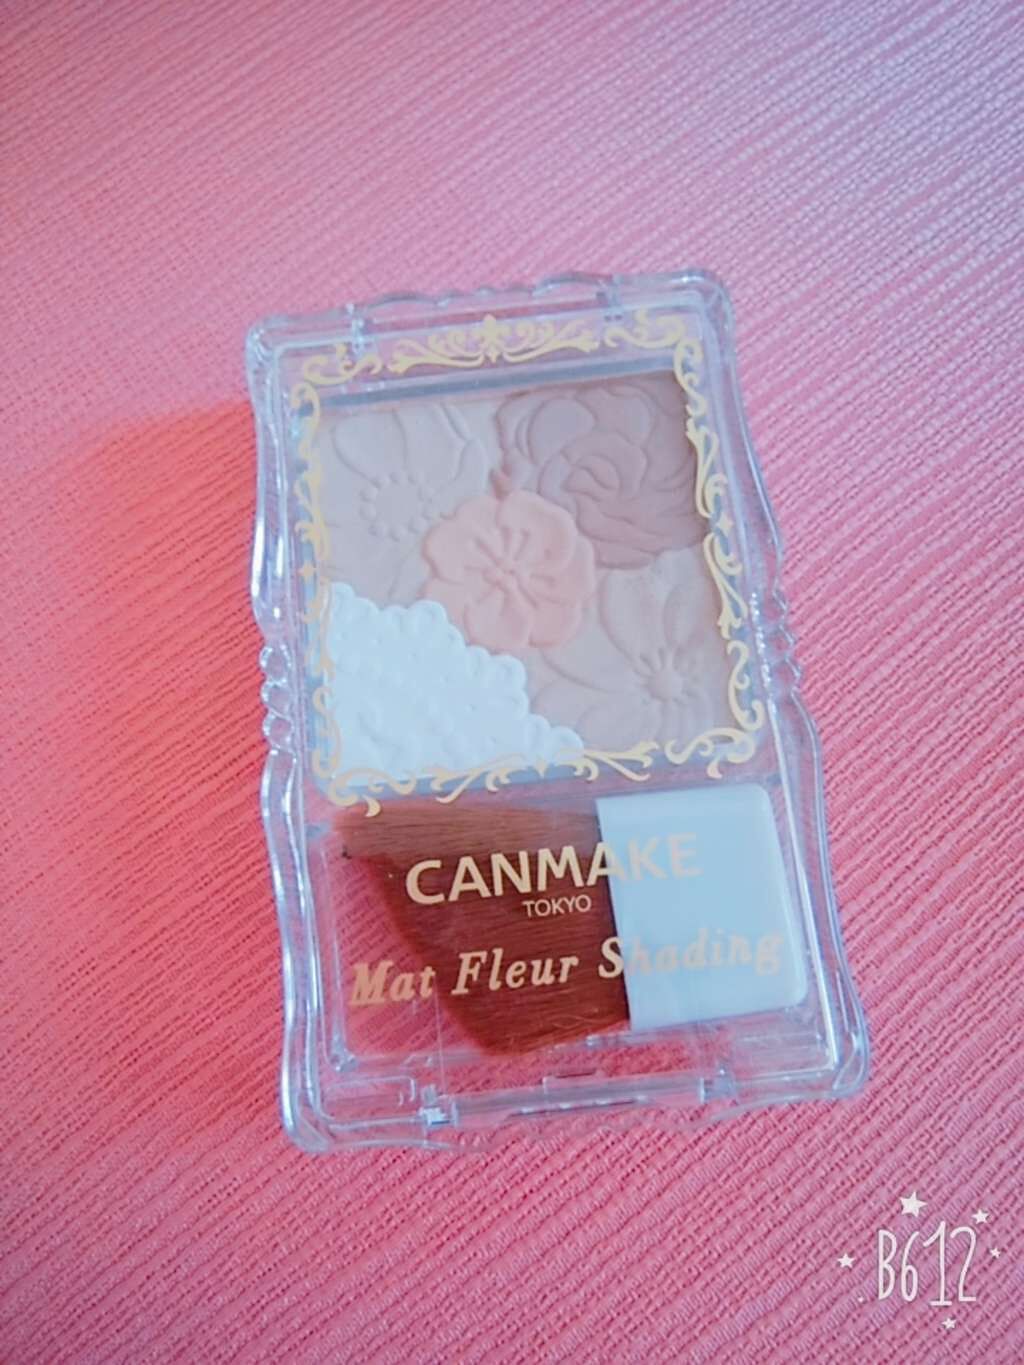 CANMAKE
TOKYO
Mat Fleur Shading
B612